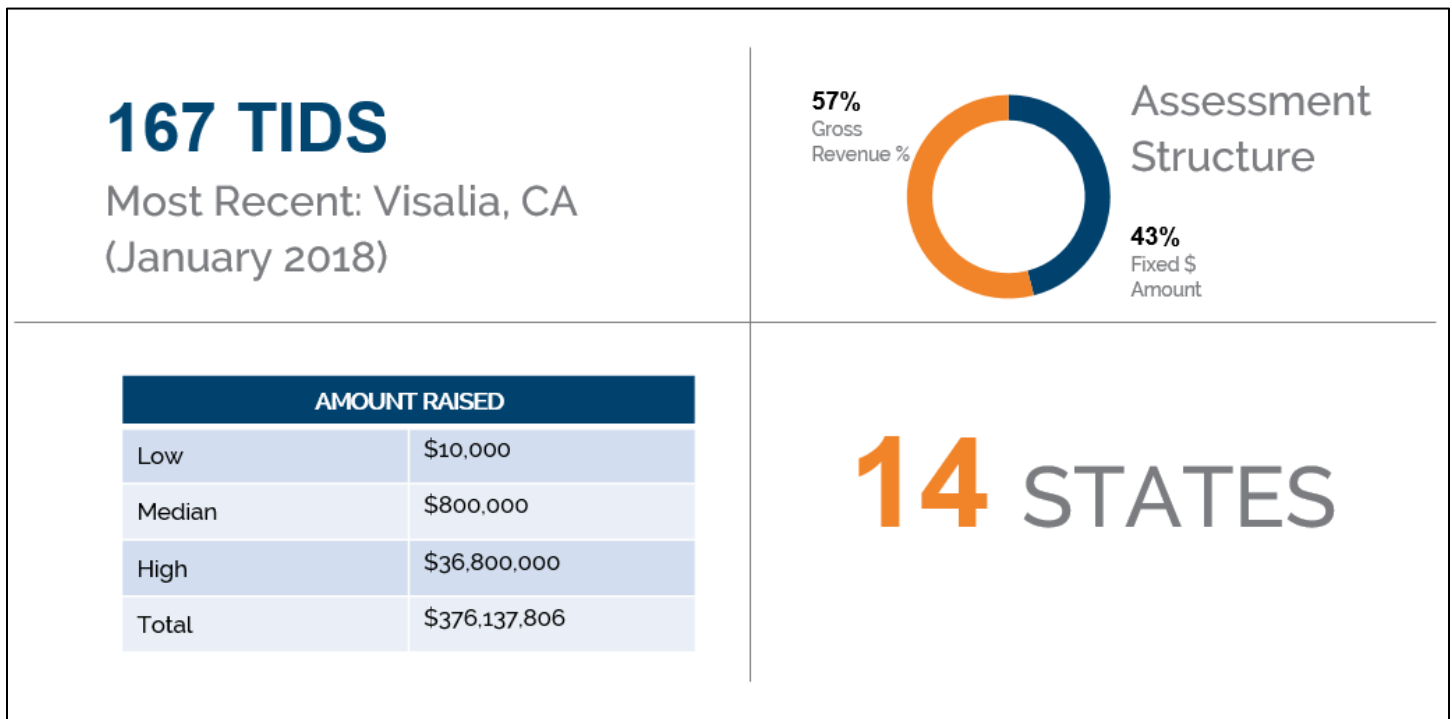 167 TIDS
Most Recent: Visalia, CA
(January 2018)
57%
Gross
Revenue %
Assessment
Structure
43%
Fixed $
Amount
AMOUNT RAISED
Low $10,000
Median $800,000
High $36,800,000
Total $376,137,806
14 STATES